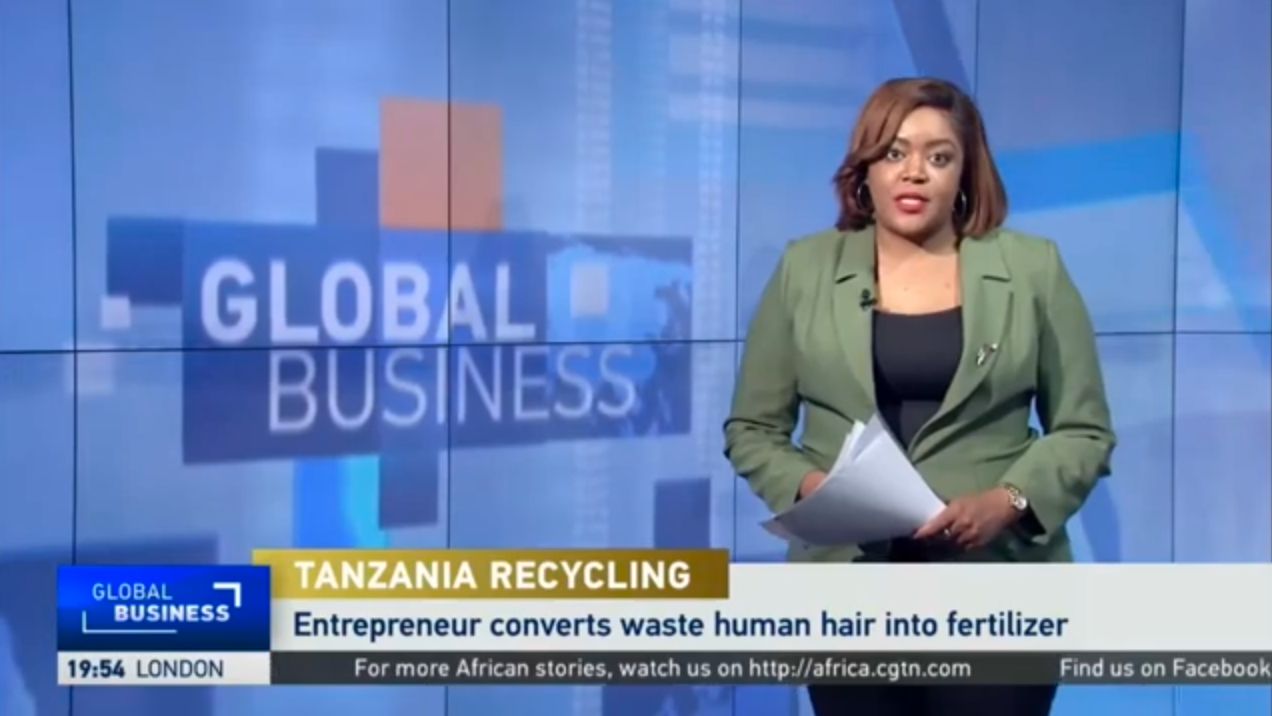 GLOBAL
BUSINESS
TANZANIA RECYCLING
GLOBAL
BUSINESS
Entrepreneur converts waste human hair into fertilizer
19:54 LONDON
For more African stories, watch us on http://africa.cgtn.com
Find us on Facebook